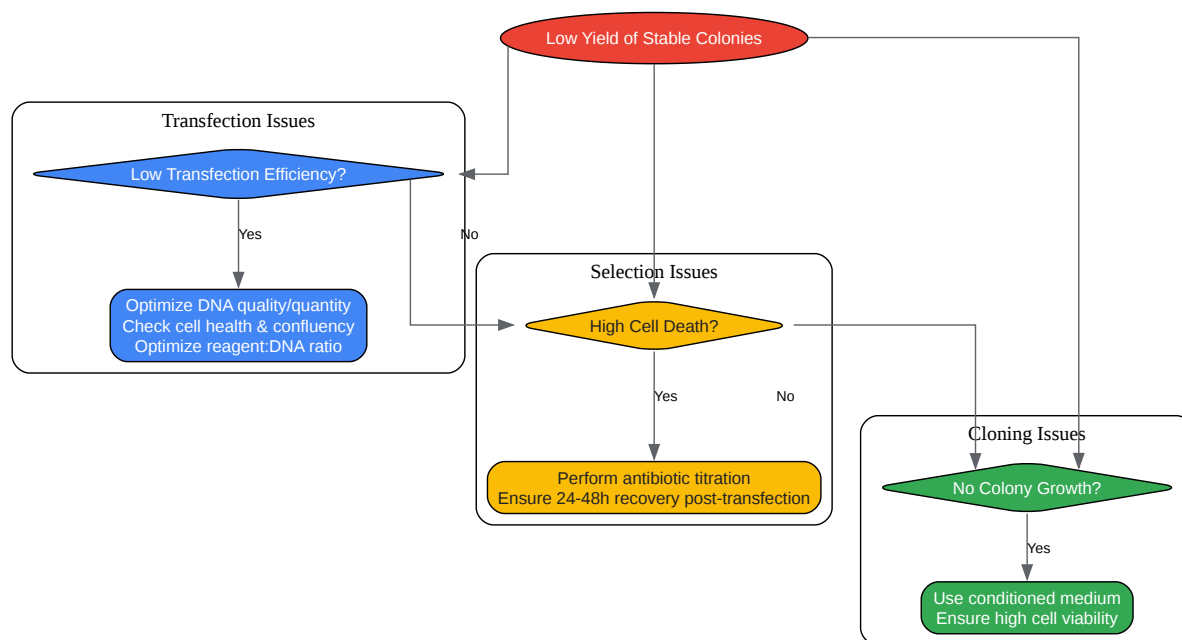 Low Yield of Stable Colonies
Transfection Issues
Low Transfection Efficiency?
Yes
No
Optimize DNA quality/quantity
Check cell health & confluency
Optimize reagent:DNA ratio
Selection Issues
High Cell Death?
Yes
No
Perform antibiotic titration
Ensure 24-48h recovery post-transfection
Cloning Issues
No Colony Growth?
Yes
Use conditioned medium
Ensure high cell viability